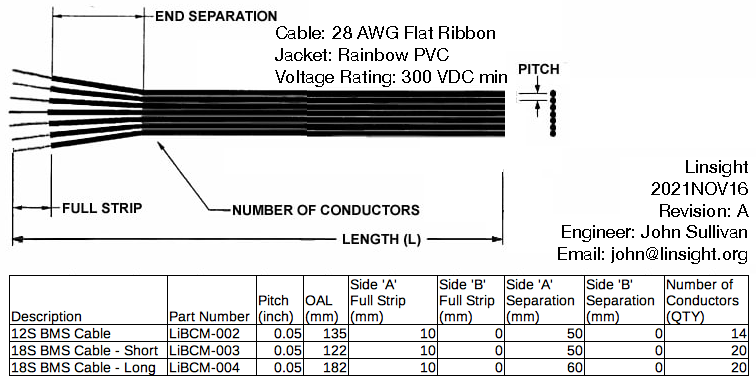 END SEPARATION
Cable: 28 AWG Flat Ribbon
Jacket: Rainbow PVC
Voltage Rating: 300 VDC min
PITCH
FULL STRIP
NUMBER OF CONDUCTORS
LENGTH (L)
Linsight
2021NOV16
Revision: A
Engineer: John Sullivan
Email: john@linsight.org
Side 'A' Side 'B' Side 'A' Side 'B' Number of
Pitch OAL Full Strip Full Strip Separation Separation Conductors
Description Part Number (inch) (mm) (mm) (mm) (mm) (mm) (QTY)
12S BMS Cable LiBCM-002 0.05 135 10 0 50 0 14
18S BMS Cable - Short LiBCM-003 0.05 122 10 0 50 0 20
18S BMS Cable - Long LiBCM-004 0.05 182 10 0 60 0 20